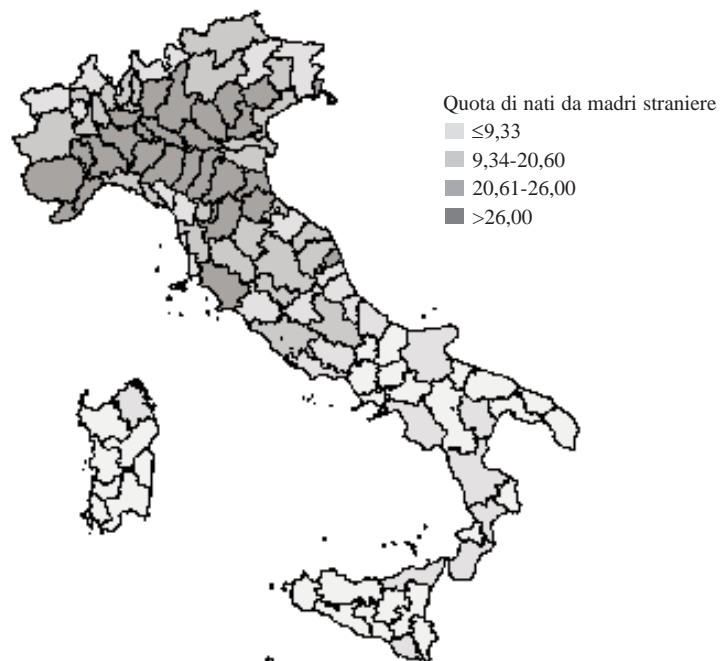 Quota di nati da madri straniere
≤9,33
9,34-20,60
20,61-26,00
>26,00